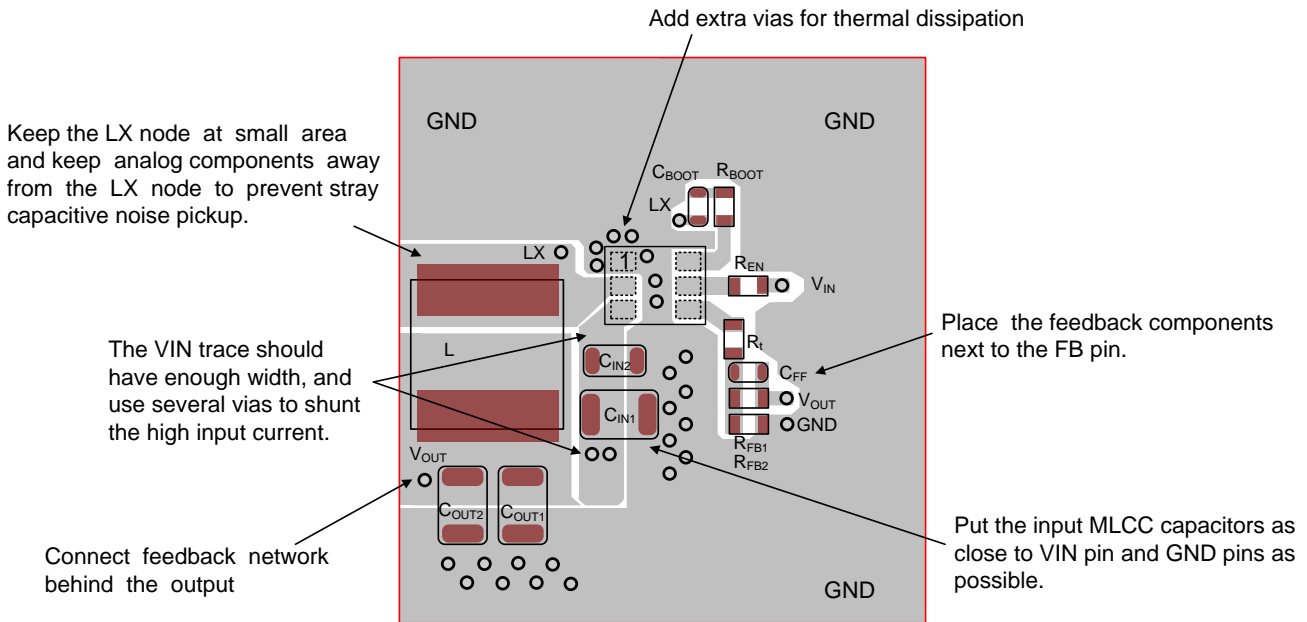 Add extra vias for thermal dissipation
GND
GND
Keep the LX node at small area
and keep analog components away
from the LX node to prevent stray
capacitive noise pickup.
CBOOT
RBOOT
LX
LX
1
REN
VIN
The VIN trace should
have enough width, and
use several vias to shunt
the high input current.
L
CIN2
CIN1
Rt
CFF
VOUT
GND
RFB1
RFB2
Place the feedback components
next to the FB pin.
VOUT
COUT2
COUT1
Connect feedback network
behind the output
Put the input MLCC capacitors as
close to VIN pin and GND pins as
possible.
GND